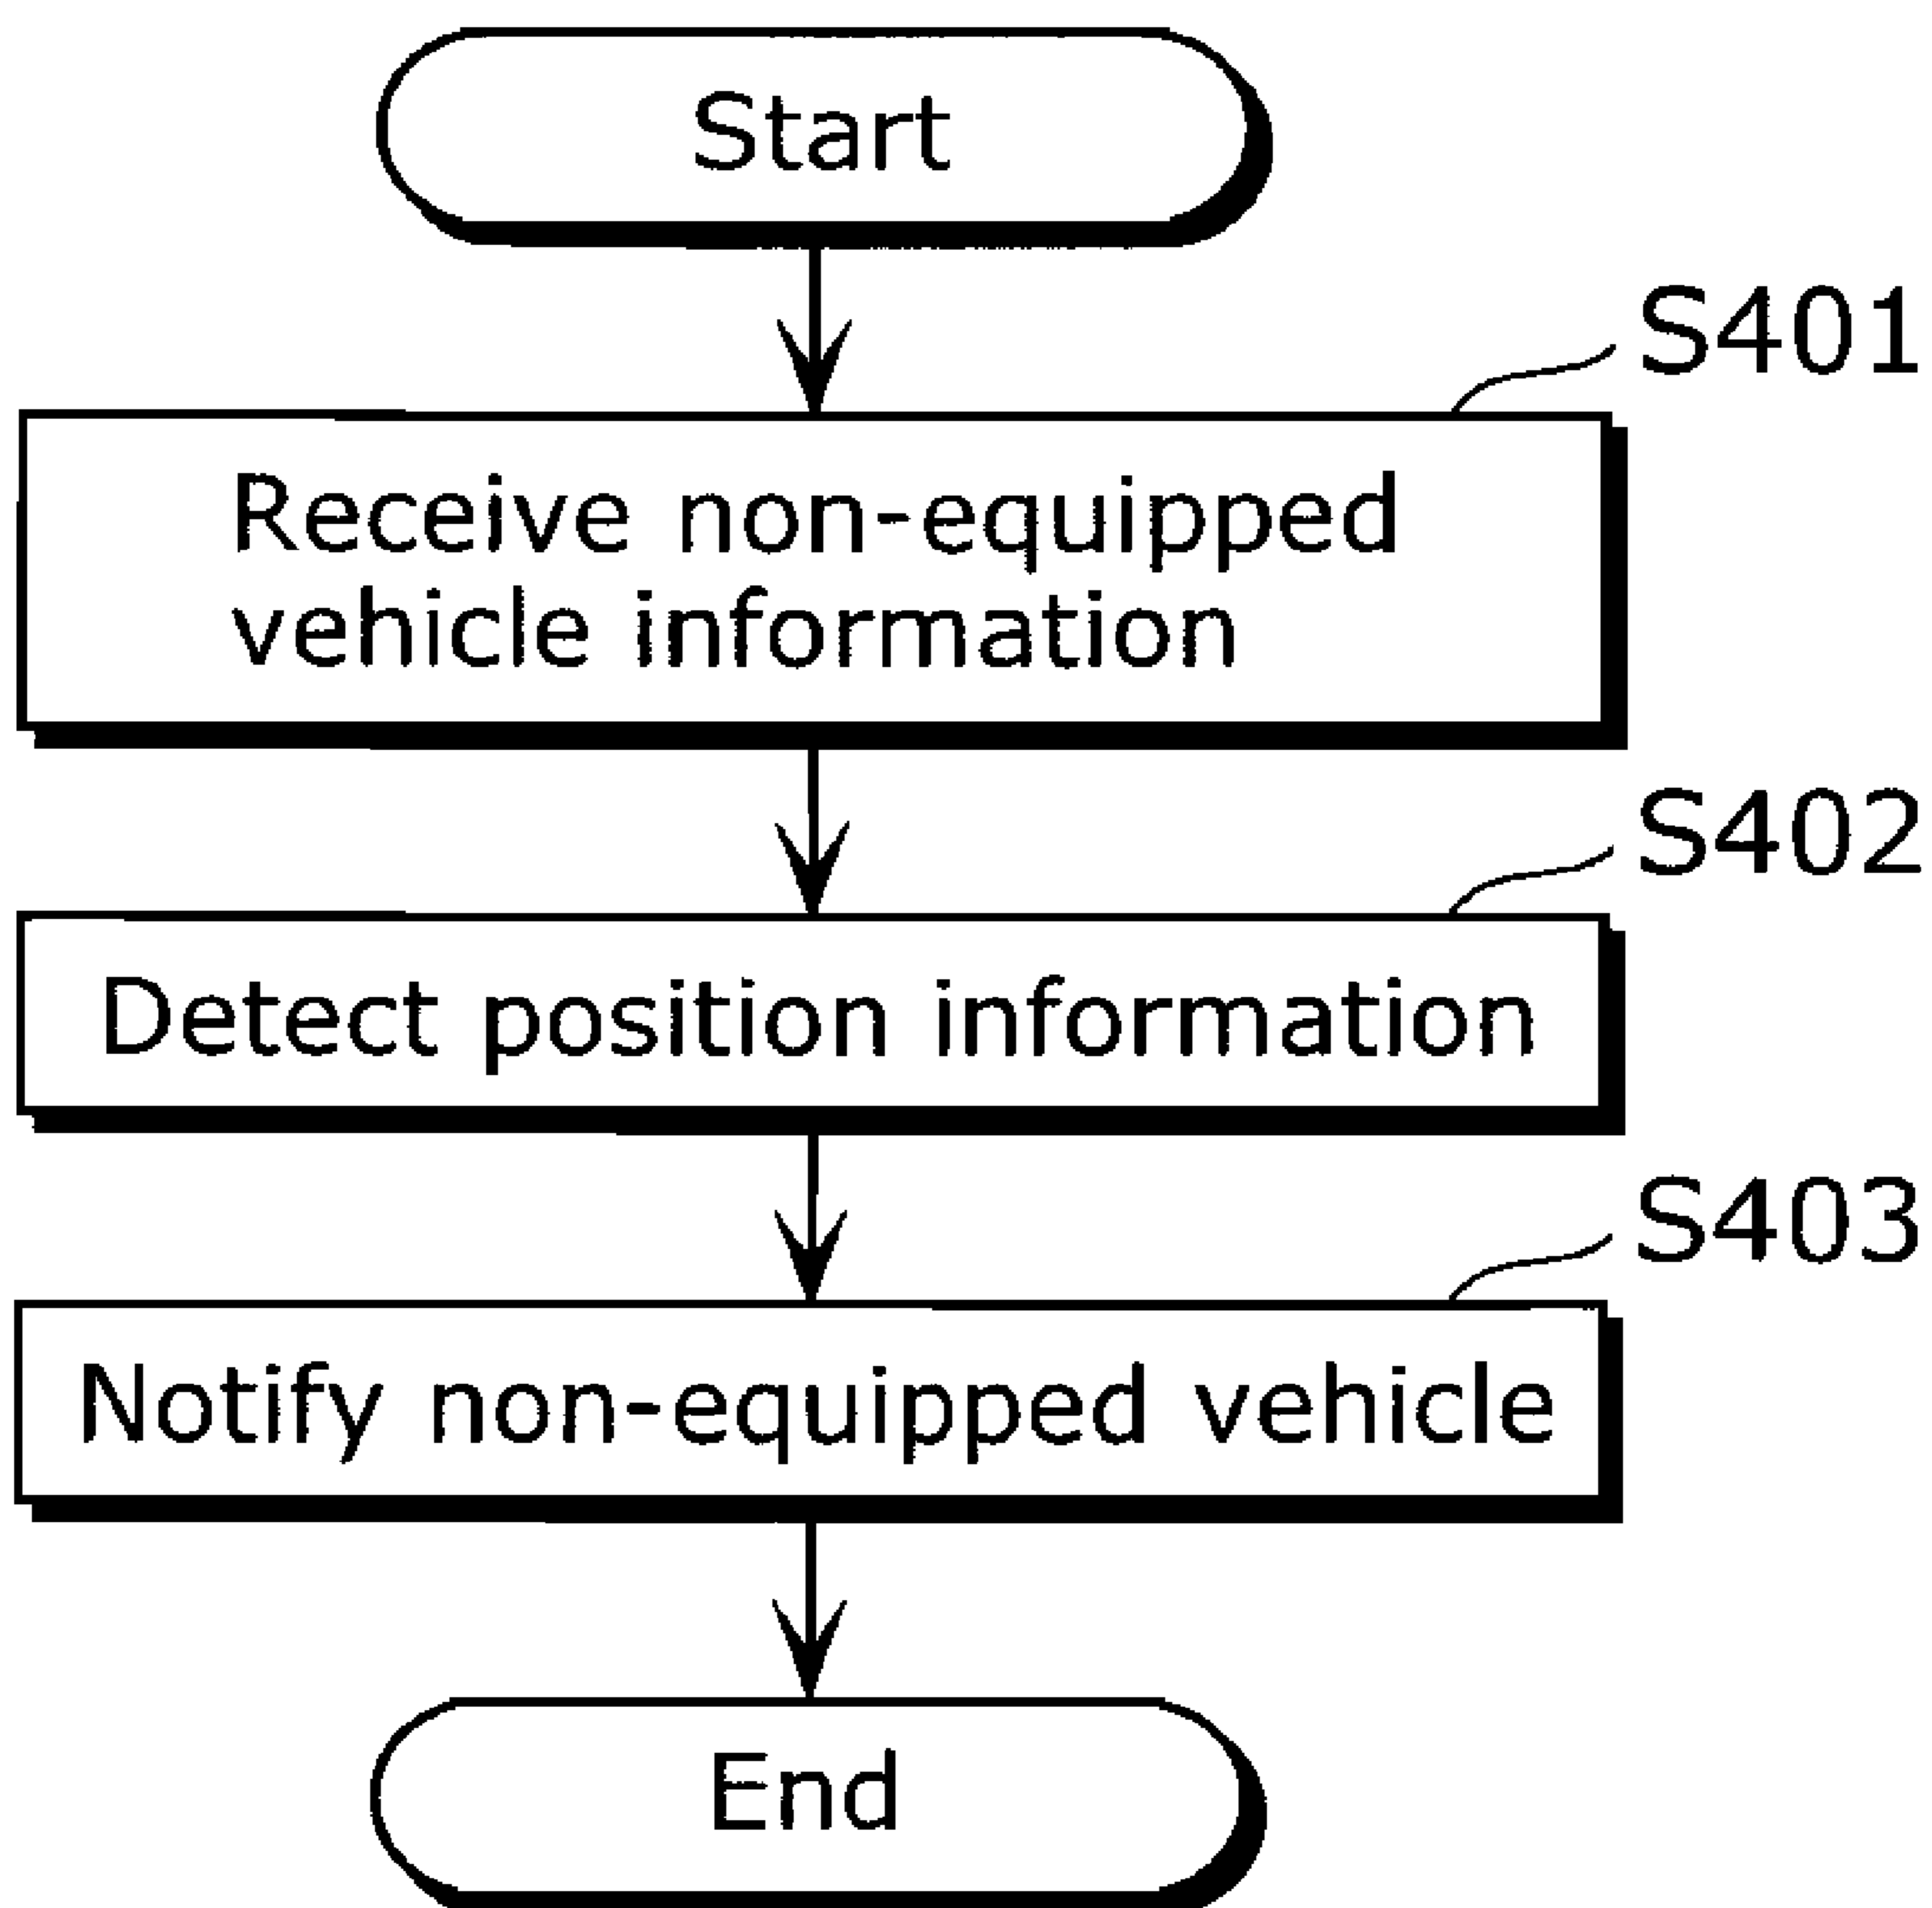 Start
S401
Receive non-equipped
vehicle information
S402
Detect position information
S403
Notify non-equipped vehicle
End